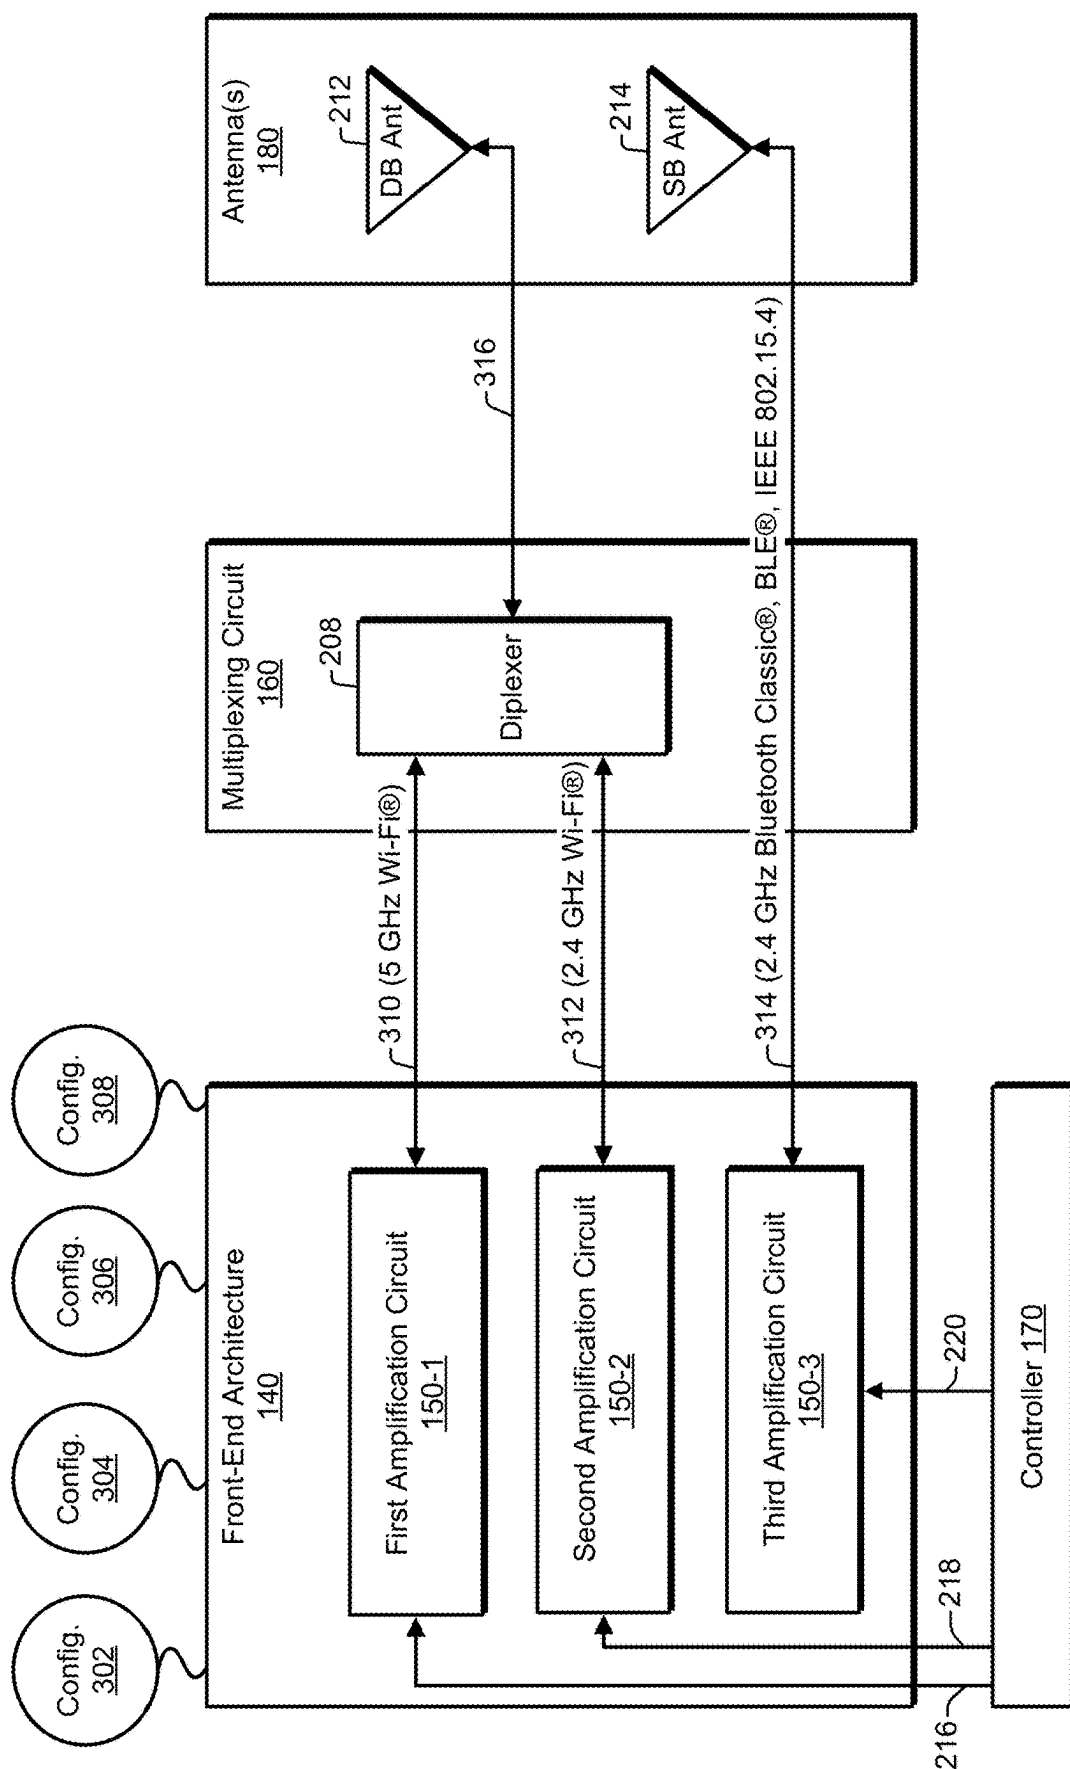 Config.
302
Config.
304
Config.
306
Config.
308
Front-End Architecture
140
First Amplification Circuit
150-1
Second Amplification Circuit
150-2
Third Amplification Circuit
150-3
310 (5 GHz Wi-Fi®)
312 (2.4 GHz Wi-Fi®)
314 (2.4 GHz Bluetooth Classic®, BLE®, IEEE 802.15.4)
Multiplexing Circuit
160
208
Diplexer
316
Antenna(s)
180
212
DB Ant
214
SB Ant
216
218
220
Controller 170